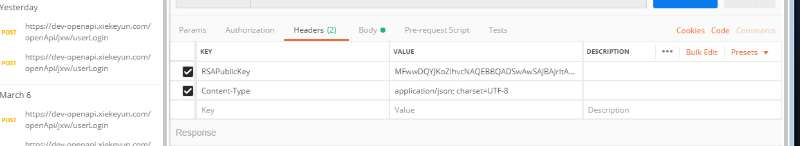 Yesterday
POST https://dev-openapi.xiekeyun.com/
openApi/jxw/userLogin
POST https://dev-openapi.xiekeyun.com/
openApi/jxw/userLogin
March 6
POST https://dev-openapi.xiekeyun.com/
openApi/jxw/userLogin
https://dev-openapi.xiekeyun.com/
Params Authorization Headers (2) Body Pre-request Script Tests Cookies Code Comments
KEY VALUE DESCRIPTION ••• Bulk Edit Presets
RSAPublicKey
Content-Type application/json; charset=UTF-8
Key Value Description
Response